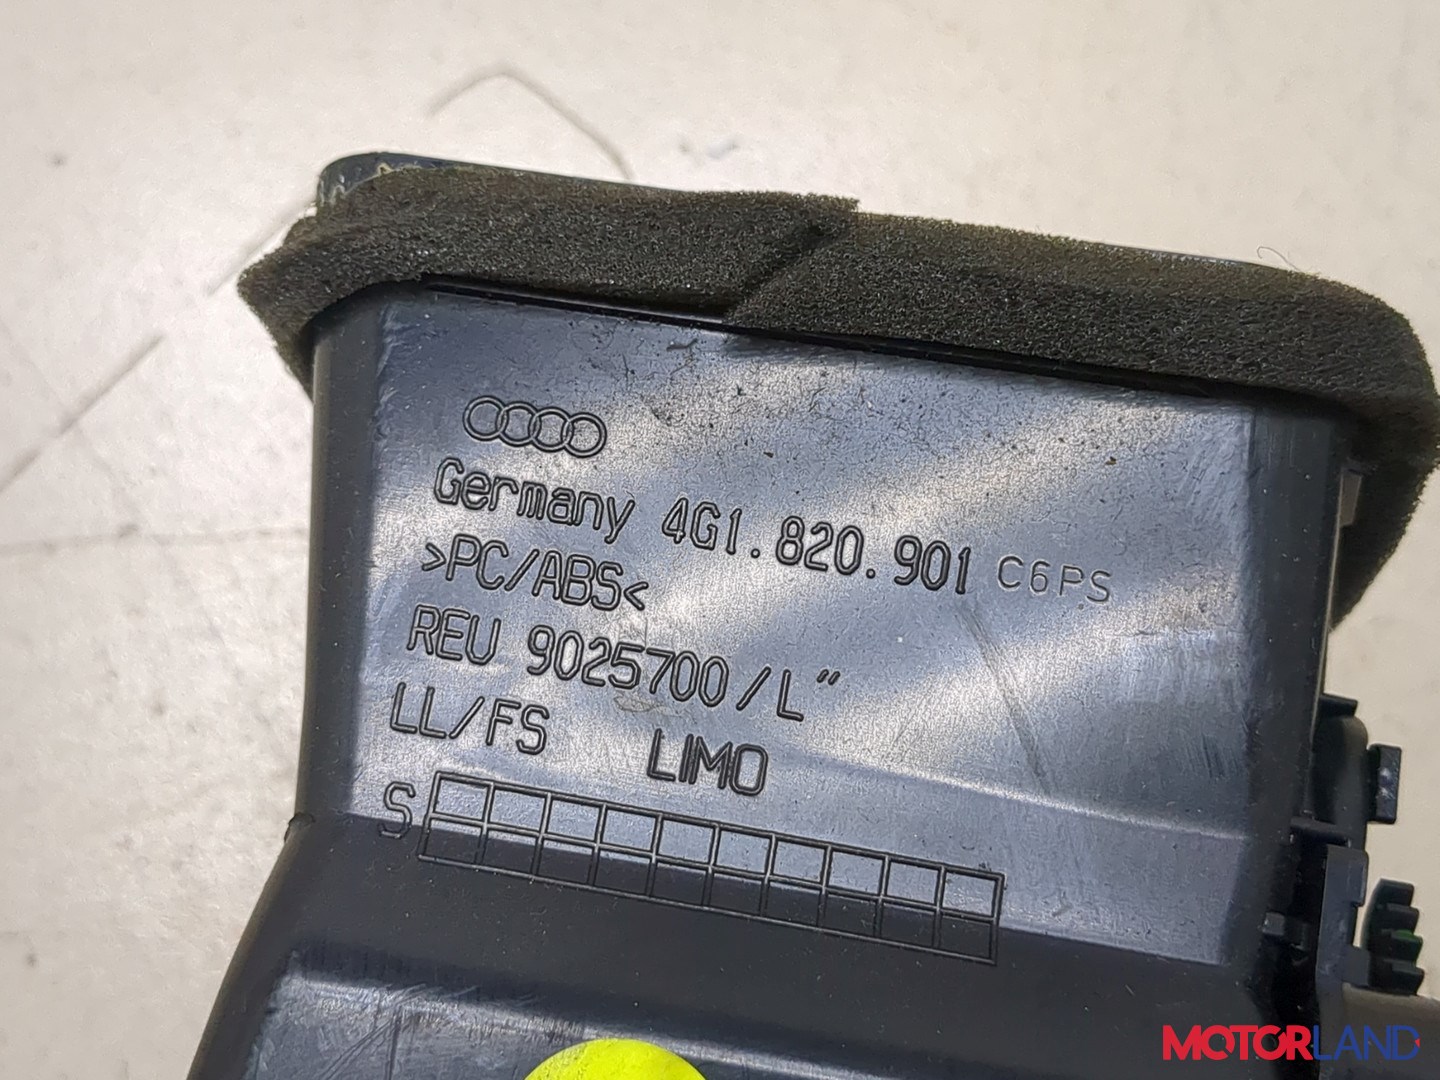 Germany 4G1.820.901 C6PS
>PC/ABS<
REU 9025700/L"
LL/FS LIMO
S
MOTORLAND